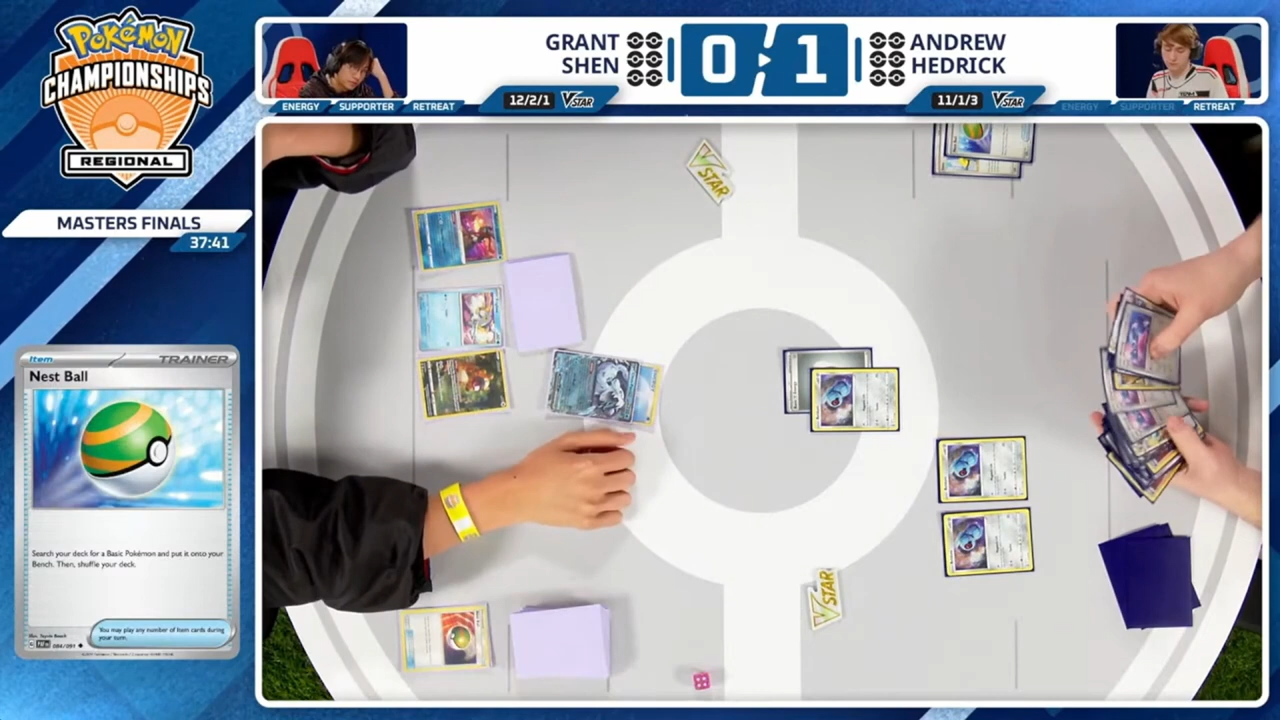 Pokémon
CHAMPIONSHIPS
REGIONAL
MASTERS FINALS
37:41
GRANT
SHEN
0
1
ANDREW
HEDRICK
ENERGY
SUPPORTER
RETREAT
12/2/1
VSTAR
11/1/3
VSTAR
ENERGY
SUPPORTER
RETREAT
VSTAR
VSTAR
Item
TRAINER
Nest Ball
Search your deck for a Basic Pokémon and put it onto your
Bench. Then, shuffle your deck.
You may play any number of Item cards during
your turn.